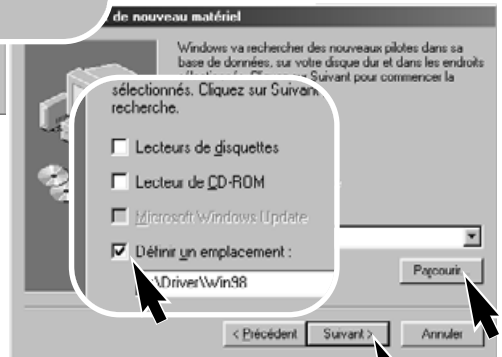 de nouveau matériel
Windows va rechercher des nouveaux pilotes dans sa
base de données, sur votre disque dur et dans les endroits
Suivant pour commencer la
sélectionnés. Cliquez sur Suivant
recherche.
Lecteurs de disquettes
Lecteur de CD-ROM
Microsoft Windows Update
Définir un emplacement :
\Driver\Win98
Parcourir
< Précédent
Suivant >
Annuler